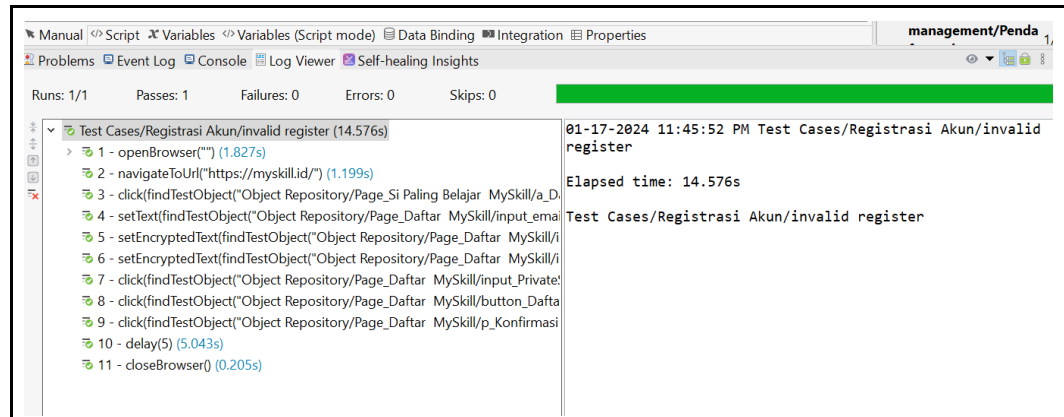 Manual Script Variables Variables (Script mode) Data Binding Integration Properties
management/Penda
1/
Problems Event Log Console Log Viewer Self-healing Insights
Runs: 1/1 Passes: 1 Failures: 0 Errors: 0 Skips: 0
Test Cases/Registrasi Akun/invalid register (14.576s)
1 - openBrowser("") (1.827s)
2 - navigateToUrl("https://myskill.id/") (1.199s)
3 - click(findTestObject("Object Repository/Page_Si Paling Belajar MySkill/a_D
4 - setText(findTestObject("Object Repository/Page_Daftar MySkill/input_emai
5 - setEncryptedText(findTestObject("Object Repository/Page_Daftar MySkill/i
6 - setEncryptedText(findTestObject("Object Repository/Page_Daftar MySkill/i
7 - click(findTestObject("Object Repository/Page_Daftar MySkill/input_Private
8 - click(findTestObject("Object Repository/Page_Daftar MySkill/button_Dafta
9 - click(findTestObject("Object Repository/Page_Daftar MySkill/p_Konfirmasi
10 - delay(5) (5.043s)
11 - closeBrowser() (0.205s)
01-17-2024 11:45:52 PM Test Cases/Registrasi Akun/invalid
register
Elapsed time: 14.576s
Test Cases/Registrasi Akun/invalid register